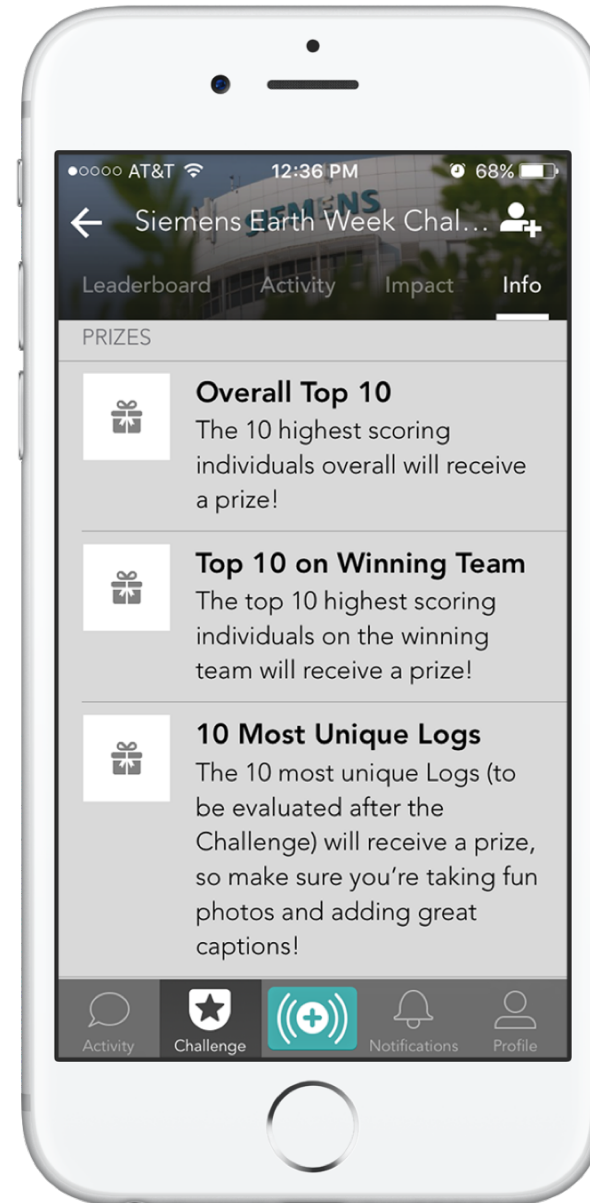 AT&T 12:36 PM 68%
SIEMENS
Siemens Earth Week Chal...
Leaderboard Activity Impact Info
PRIZES
Overall Top 10
The 10 highest scoring
individuals overall will receive
a prize!
Top 10 on Winning Team
The top 10 highest scoring
individuals on the winning
team will receive a prize!
10 Most Unique Logs
The 10 most unique Logs (to
be evaluated after the
Challenge) will receive a prize,
so make sure you’re taking fun
photos and adding great
captions!
Activity Challenge Notifications Profile